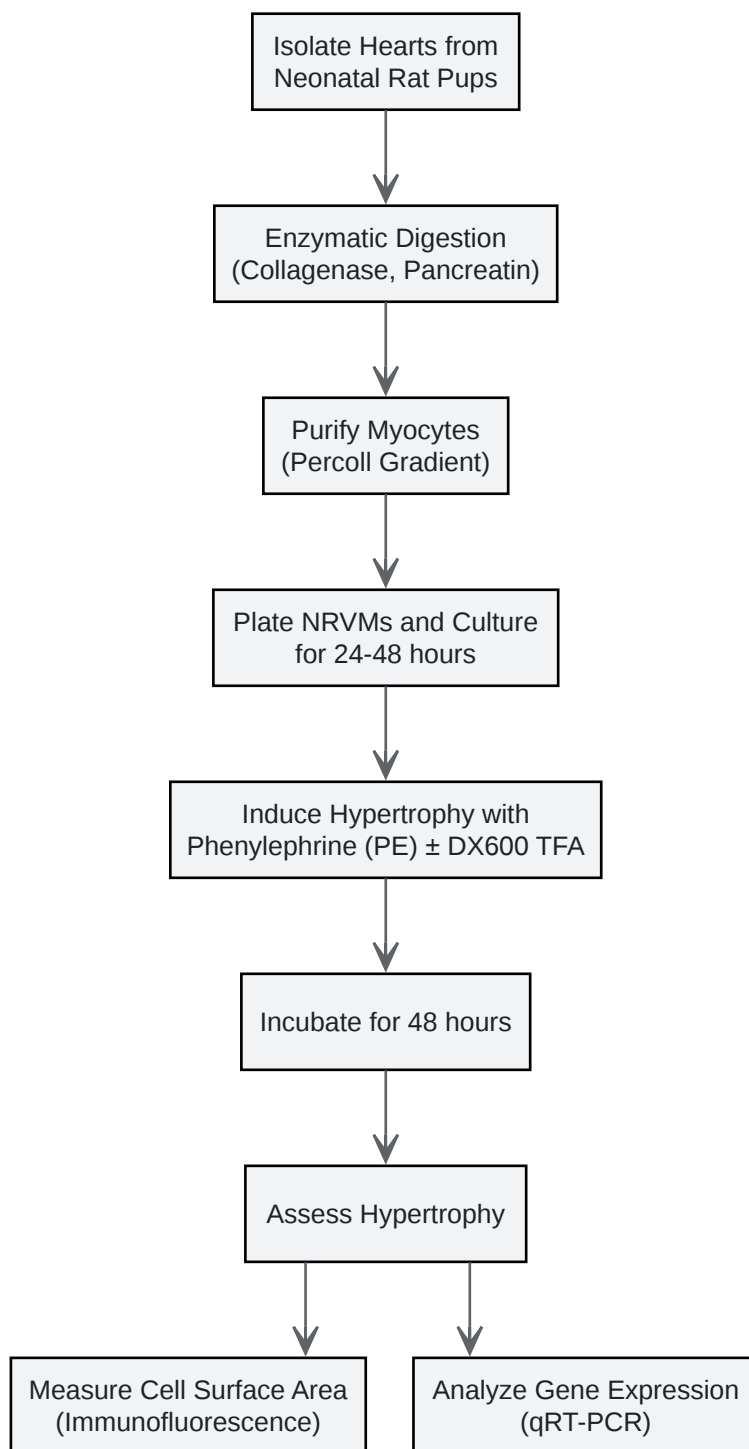 Isolate Hearts from
Neonatal Rat Pups
Enzymatic Digestion
(Collagenase, Pancreatin)
Purify Myocytes
(Percoll Gradient)
Plate NRVMs and Culture
for 24-48 hours
Induce Hypertrophy with
Phenylephrine (PE) ± DX600 TFA
Incubate for 48 hours
Assess Hypertrophy
Measure Cell Surface Area
(Immunofluorescence)
Analyze Gene Expression
(qRT-PCR)